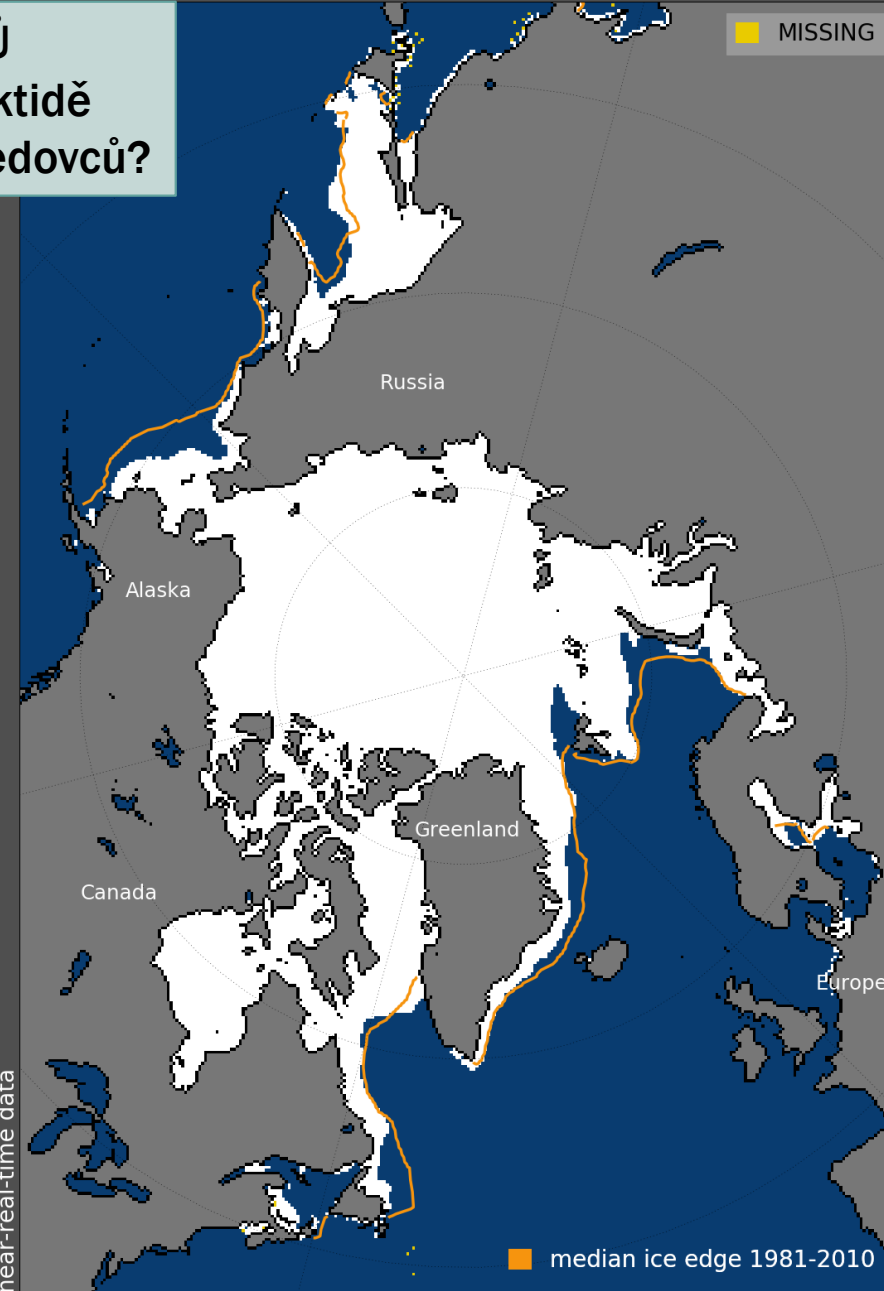 ů
ktidě
edovců?
MISSING
Russia
Alaska
Greenland
Canada
Europe
near-real-time data
median ice edge 1981-2010